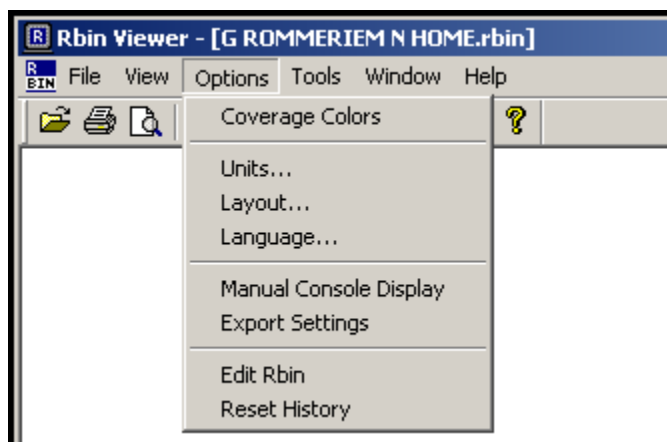 R Rbin Viewer - [G ROMMERIEM N HOME.rbin]
R BIN File View Options Tools Window Help
Coverage Colors
?
Units...
Layout...
Language...
Manual Console Display
Export Settings
Edit Rbin
Reset History